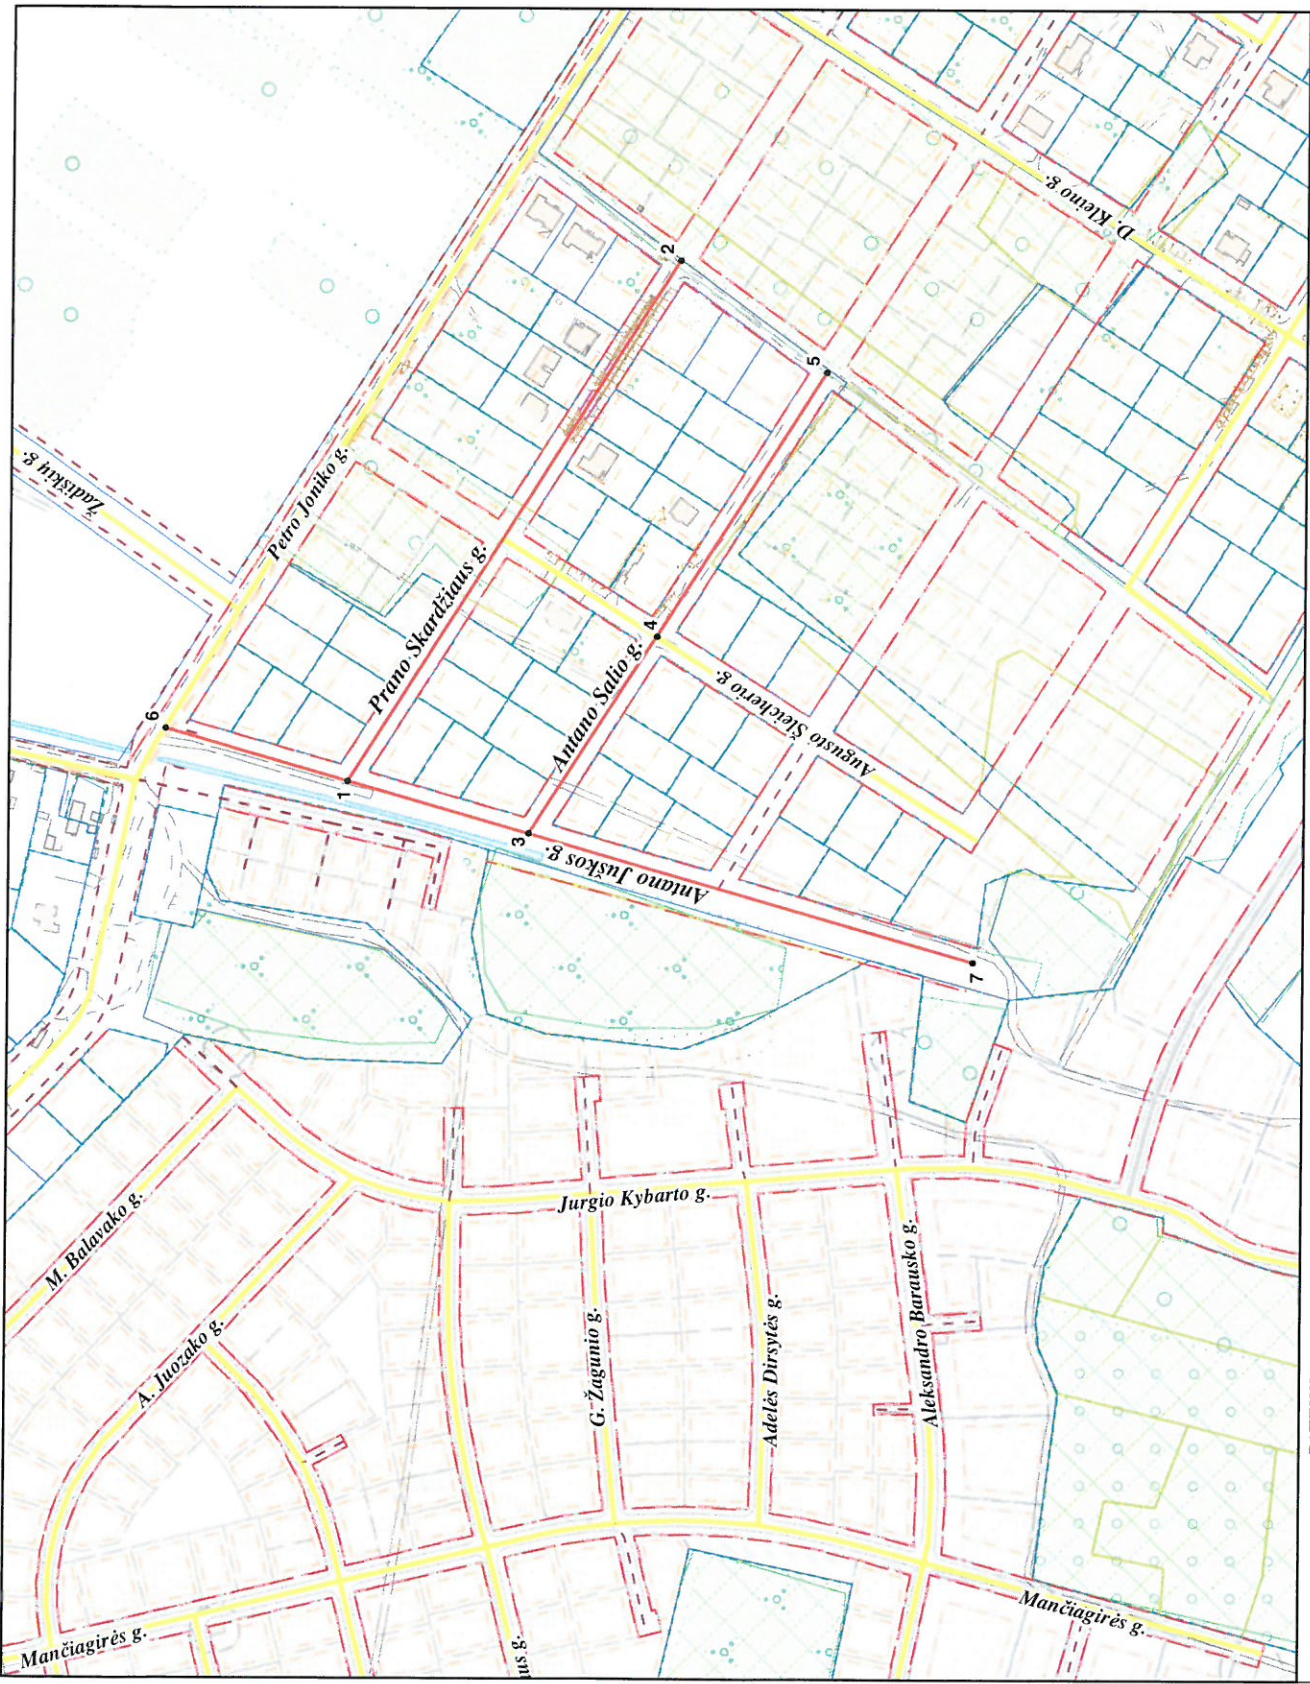 Žadiškių g.
Petro Joniko g.
D. Kleino g.
2
5
Prano Skardžiaus g.
6
1
4
Antano Salio g.
Augusto Šleicherio g.
3
Antano Juškos g.
7
M. Balavako g.
Jurgio Kybarto g.
A. Juozako g.
G. Žagunio g.
Adelės Dirsytės g.
Aleksandro Barausko g.
Mančiagirės g.
us g.
Mančiagirės g.